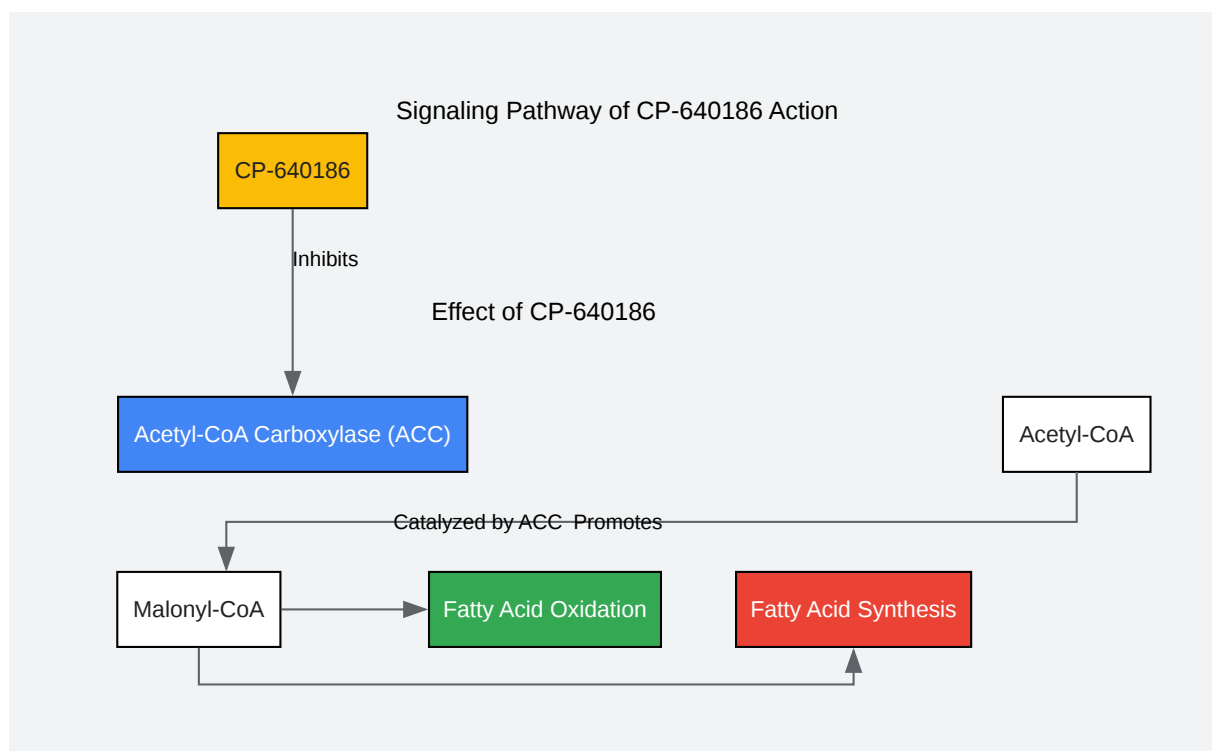 Signaling Pathway of CP-640186 Action
CP-640186
Inhibits
Effect of CP-640186
Acetyl-CoA Carboxylase (ACC)
Acetyl-CoA
Catalyzed by ACC  Promotes
Malonyl-CoA
Fatty Acid Oxidation
Fatty Acid Synthesis